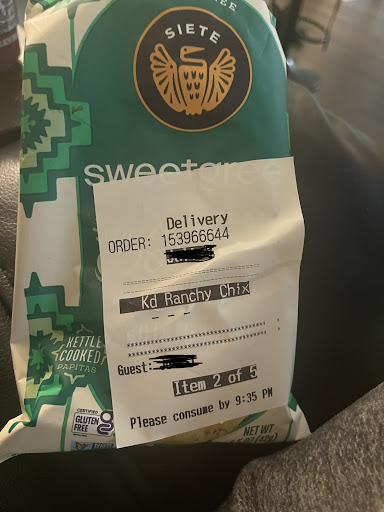 SIETE
sweetgree
Delivery
ORDER: 153966644
Kd Ranchy Chix
Guest:
Item 2 of 5
Please consume by 9:35 PM
KETTLE
COOKED
PAPITAS
CERTIFIED
GLUTEN
FREE
NET WT